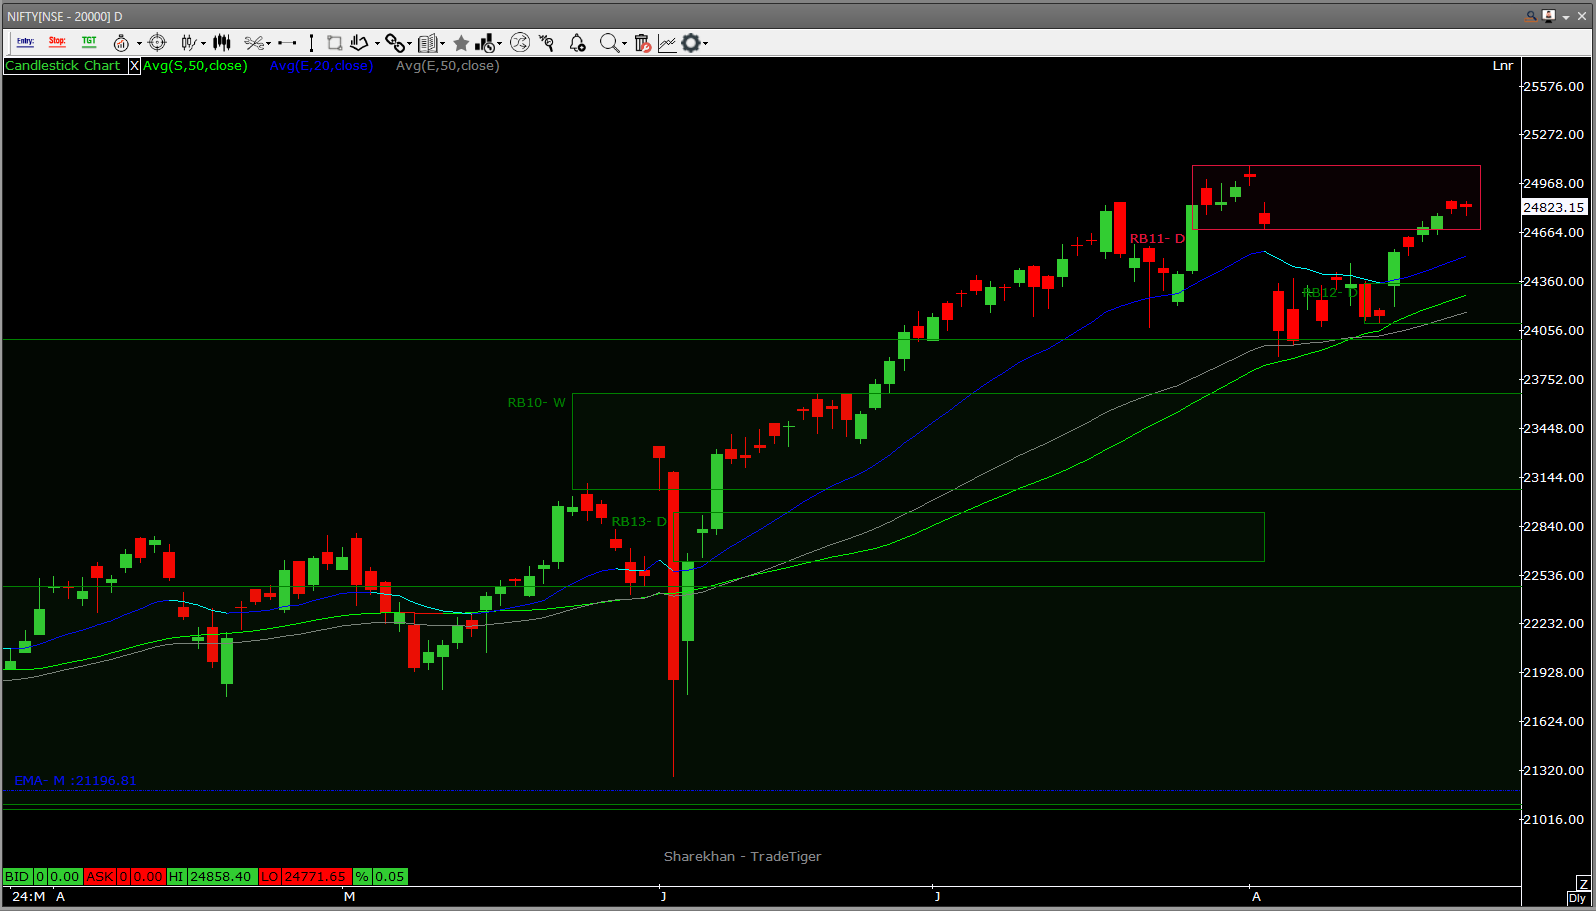 NIFTY[NSE - 20000] D
Entry: Stop: TGT
Candlestick Chart X Avg(S,50,close) Avg(E,20,close) Avg(E,50,close) Lnr
25576.00
25272.00
24968.00
24823.15
RB11- D
24664.00
24360.00
RB12- D
24056.00
23752.00
RB10- W
23448.00
23144.00
RB13- D
22840.00
22536.00
22232.00
21928.00
21624.00
21320.00
EMA- M :21196.81
21016.00
Sharekhan - TradeTiger
BID 0 0.00 ASK 0 0.00 HI 24858.40 LO 24771.65 % 0.05
Z
24:M A M J J A Dly